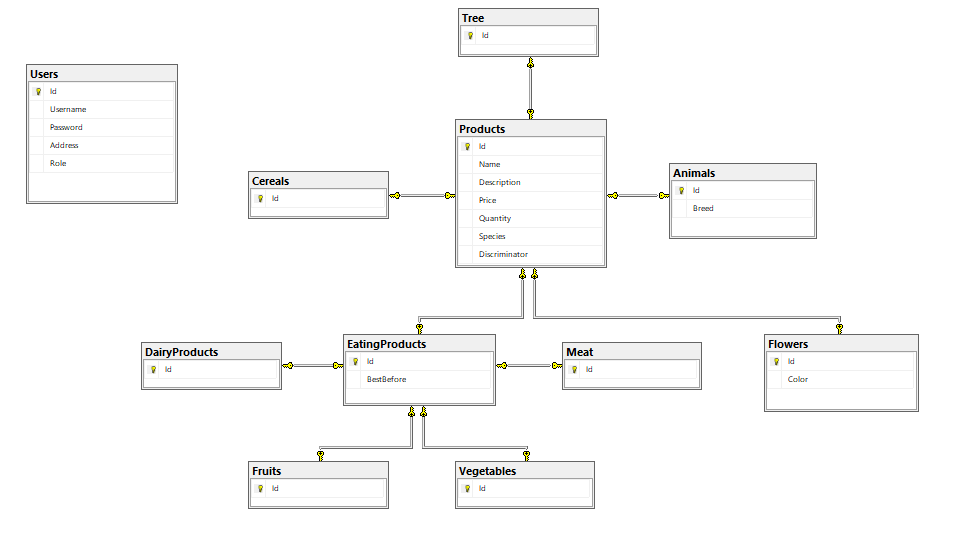 Tree
Id
Users
Id
Username
Password
Address
Role
Products
Id
Name
Description
Price
Quantity
Species
Discriminator
Cereals
Id
Animals
Id
Breed
DairyProducts
Id
EatingProducts
Id
BestBefore
Meat
Id
Flowers
Id
Color
Fruits
Id
Vegetables
Id